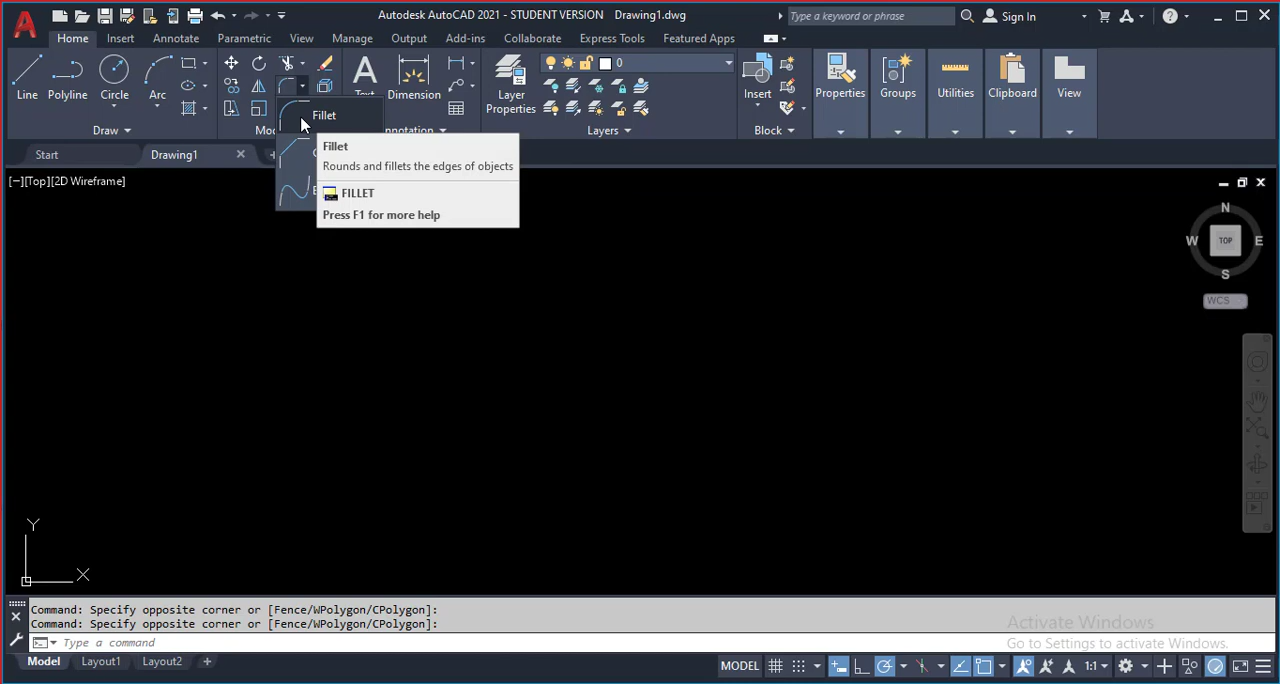 Autodesk AutoCAD 2021 - STUDENT VERSION Drawing1.dwg
Type a keyword or phrase
Sign In
Home Insert Annotate Parametric View Manage Output Add-ins Collaborate Express Tools Featured Apps
0
Line Polyline Circle Arc Text Dimension Layer Properties Insert Properties Groups Utilities Clipboard View
Draw Layers Block
Fillet
Start Drawing1
Fillet
Rounds and fillets the edges of objects
FILLET
Press F1 for more help
[−][Top][2D Wireframe]
N
W TOP E
S
WCS
Y
X
Command: Specify opposite corner or [Fence/WPolygon/CPolygon]:
Command: Specify opposite corner or [Fence/WPolygon/CPolygon]:
Type a command
Activate Windows
Go to Settings to activate Windows.
Model Layout1 Layout2 +
MODEL 1:1